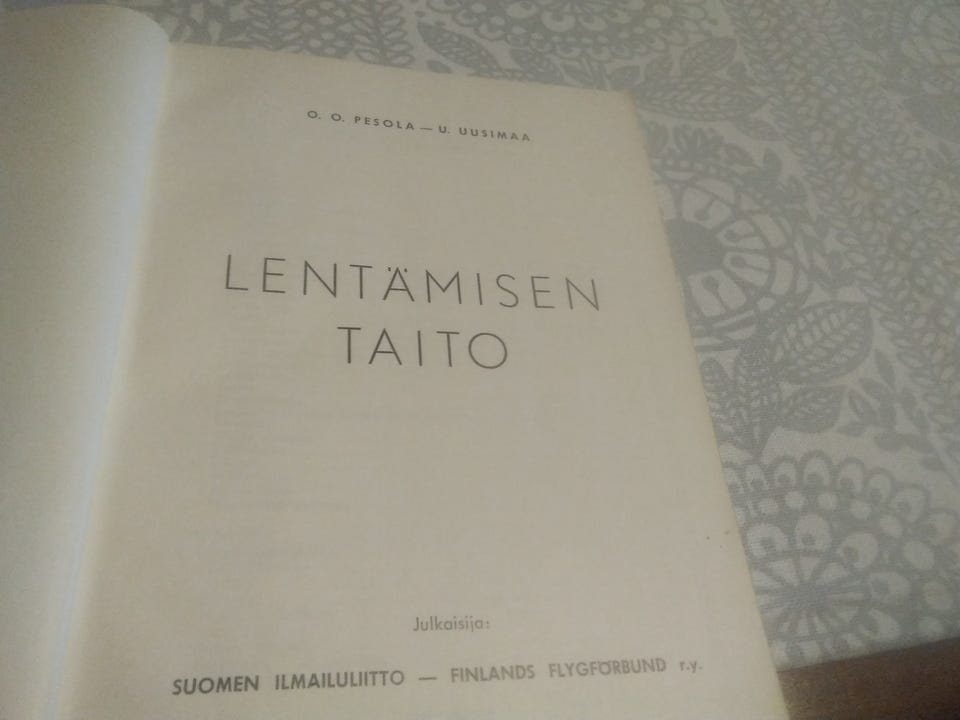 O. O. PESOLA — U. UUSIMAA
LENTÄMISEN
TAITO
Julkaisija:
SUOMEN ILMAILULIITTO — FINLANDS FLYGFÖRBUND r.y.